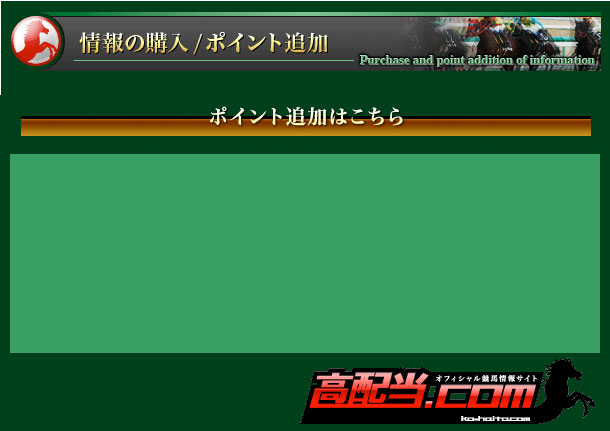 情報の購入 / ポイント追加
Purchase and point addition of information
ポイント追加はこちら
オフィシャル競馬情報サイト
高配当.com
ko-haito.com